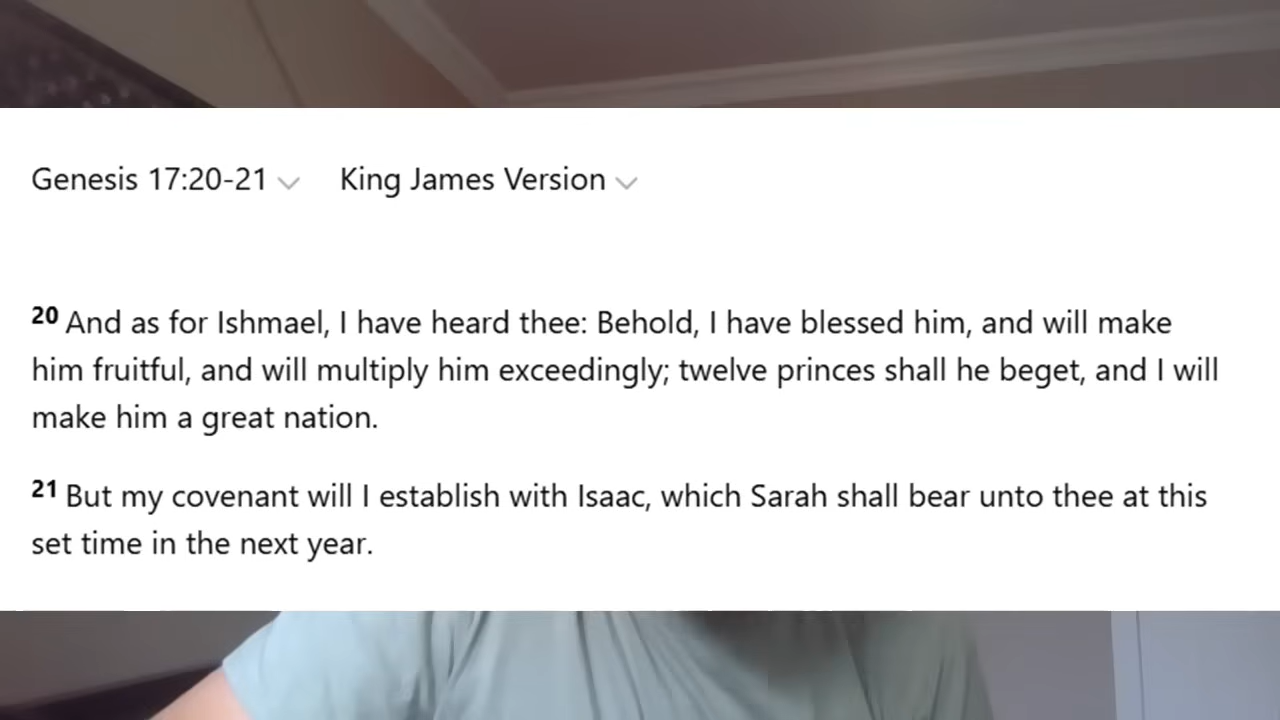 Genesis 17:20-21 King James Version
20 And as for Ishmael, I have heard thee: Behold, I have blessed him, and will make
him fruitful, and will multiply him exceedingly; twelve princes shall he beget, and I will
make him a great nation.
21 But my covenant will I establish with Isaac, which Sarah shall bear unto thee at this
set time in the next year.